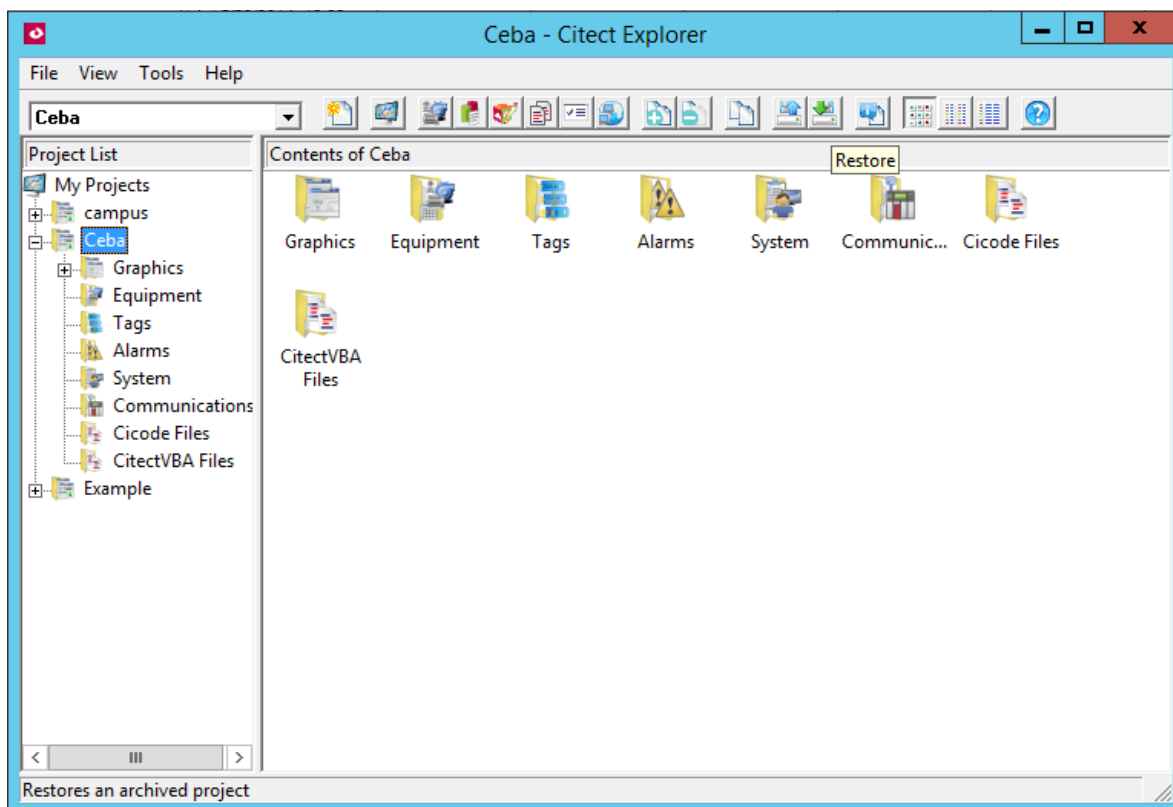 Ceba - Citect Explorer
File View Tools Help
Ceba
Project List
My Projects
campus
Ceba
Graphics
Equipment
Tags
Alarms
System
Communications
Cicode Files
CitectVBA Files
Example
Contents of Ceba
Restore
Graphics Equipment Tags Alarms System Communic... Cicode Files
CitectVBA
Files
Restores an archived project